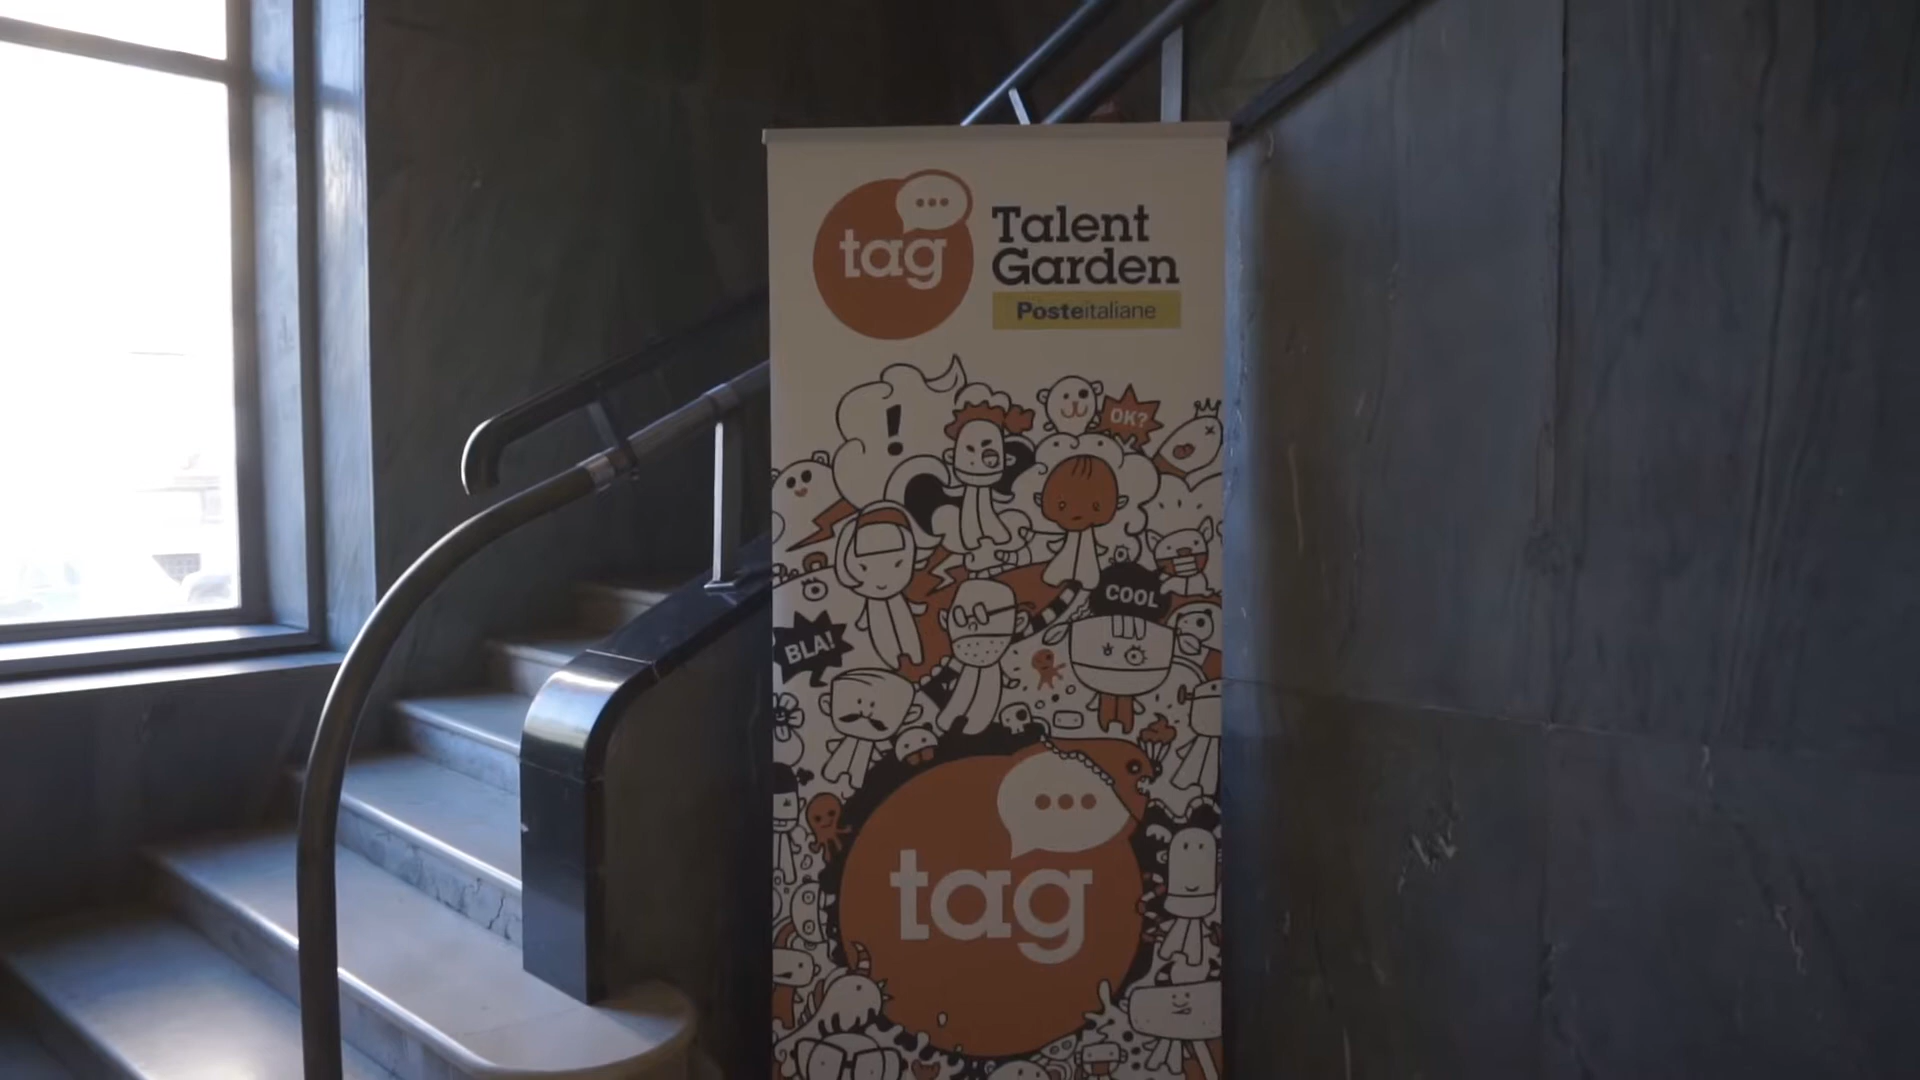 tag
Talent
Garden
Posteitaliane
!
OK?
COOL
BLA!
tag